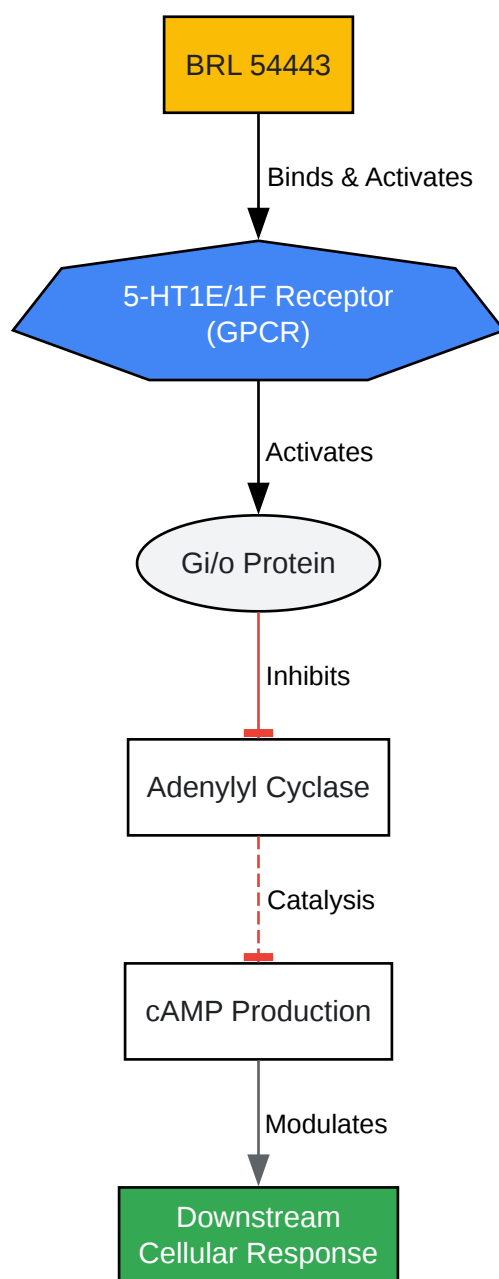 BRL 54443
Binds & Activates
5-HT1E/1F Receptor
(GPCR)
Activates
Gi/o Protein
Inhibits
Adenylyl Cyclase
Catalysis
cAMP Production
Modulates
Downstream
Cellular Response